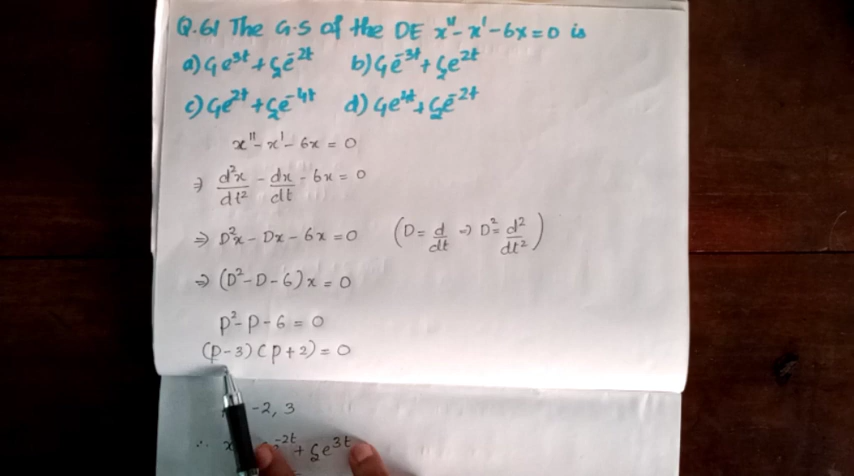 Q.61 The G.S of the DE x'' - x' - 6x = 0 is
a) C₁e^{3t} + C₂e^{-2t} b) C₁e^{-3t} + C₂e^{2t}
c) C₁e^{2t} + C₂e^{-4t} d) C₁e^{4t} + C₂e^{-2t}
x'' - x' - 6x = 0
⇒ d²x/dt² - dx/dt - 6x = 0
⇒ D²x - Dx - 6x = 0 (D = d/dt ⇒ D² = d²/dt²)
⇒ (D² - D - 6)x = 0
p² - p - 6 = 0
(p - 3)(p + 2) = 0
-2, 3
∴ x e^{-2t} + C₂e^{3t}